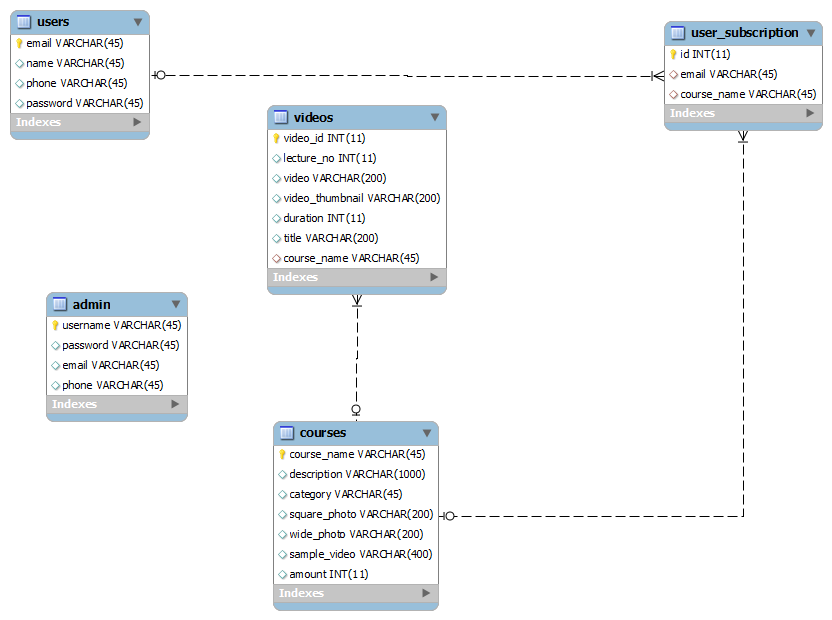 users
email VARCHAR(45)
name VARCHAR(45)
phone VARCHAR(45)
password VARCHAR(45)
Indexes
user_subscription
id INT(11)
email VARCHAR(45)
course_name VARCHAR(45)
Indexes
videos
video_id INT(11)
lecture_no INT(11)
video VARCHAR(200)
video_thumbnail VARCHAR(200)
duration INT(11)
title VARCHAR(200)
course_name VARCHAR(45)
Indexes
admin
username VARCHAR(45)
password VARCHAR(45)
email VARCHAR(45)
phone VARCHAR(45)
Indexes
courses
course_name VARCHAR(45)
description VARCHAR(1000)
category VARCHAR(45)
square_photo VARCHAR(200)
wide_photo VARCHAR(200)
sample_video VARCHAR(400)
amount INT(11)
Indexes